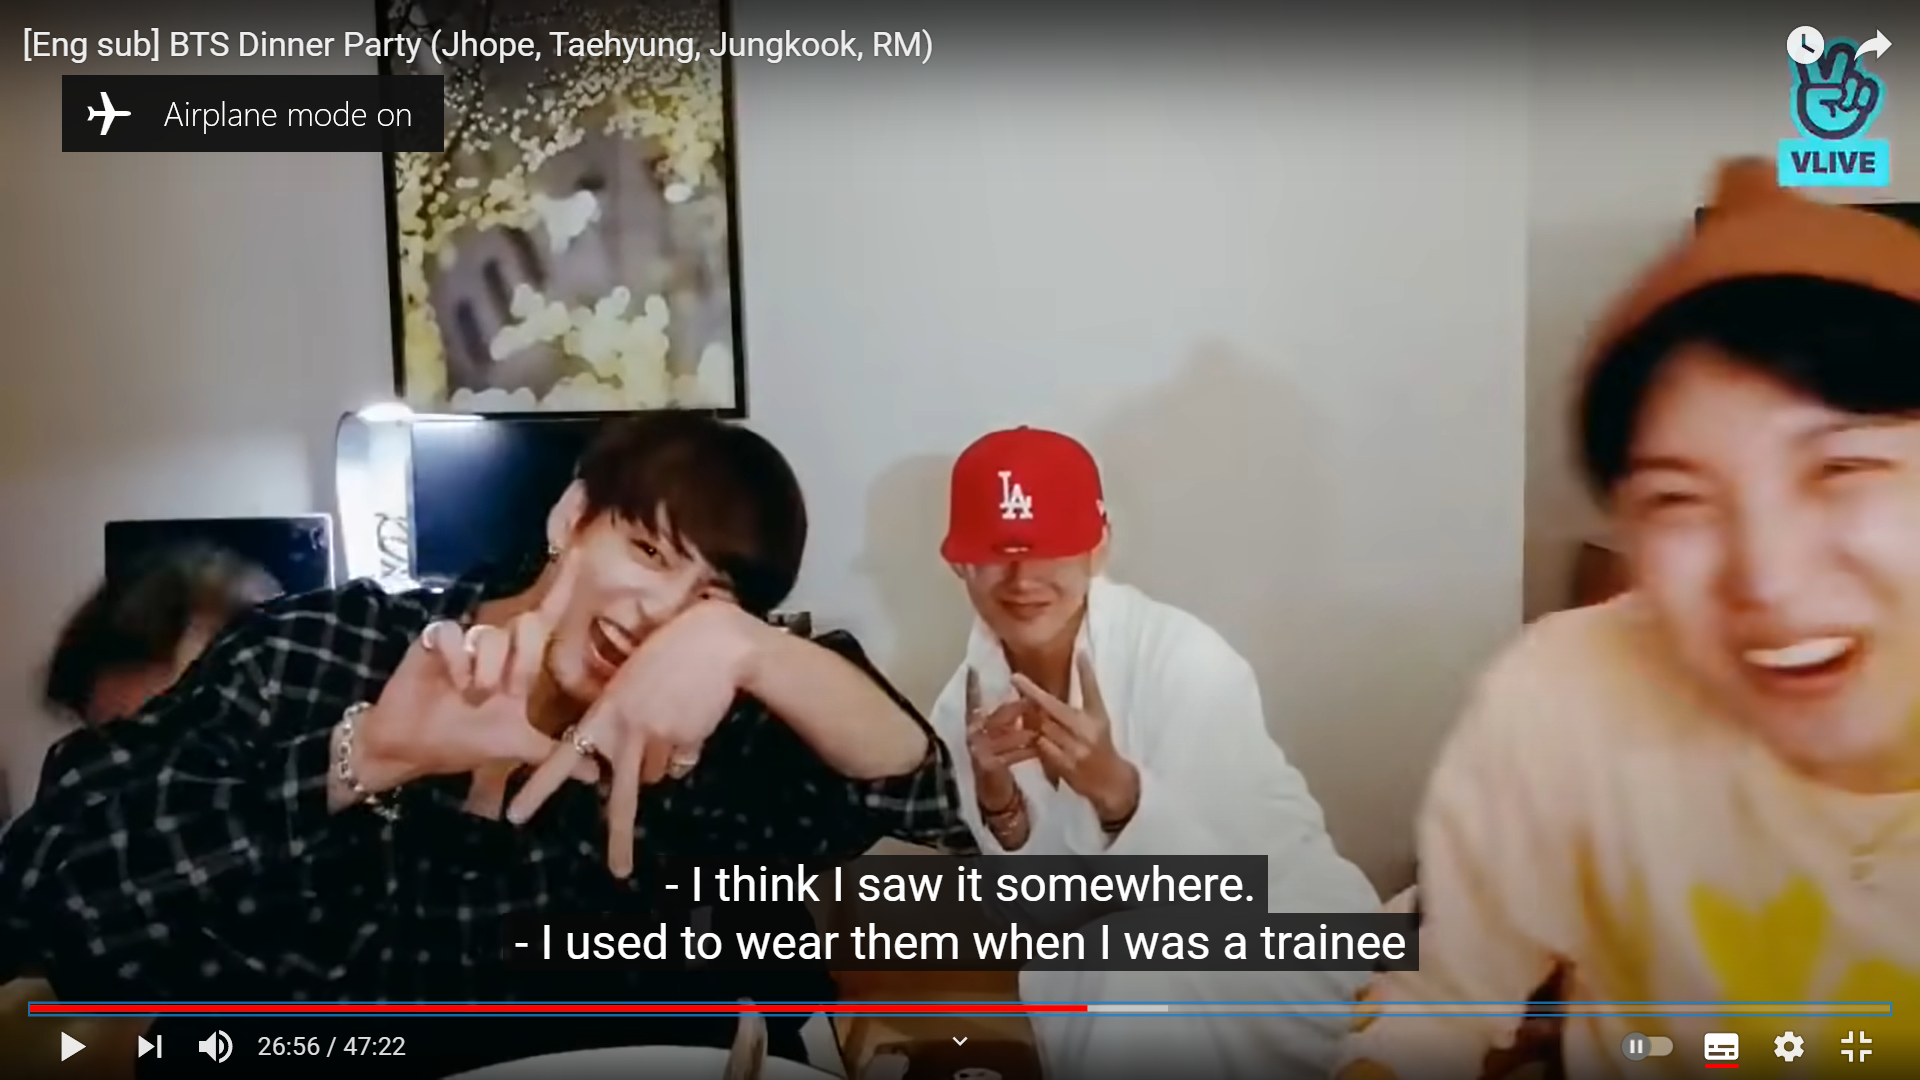 [Eng sub] BTS Dinner Party (Jhope, Taehyung, Jungkook, RM)
Airplane mode on
VLIVE
LA
- I think I saw it somewhere.
- I used to wear them when I was a trainee
26:56 / 47:22